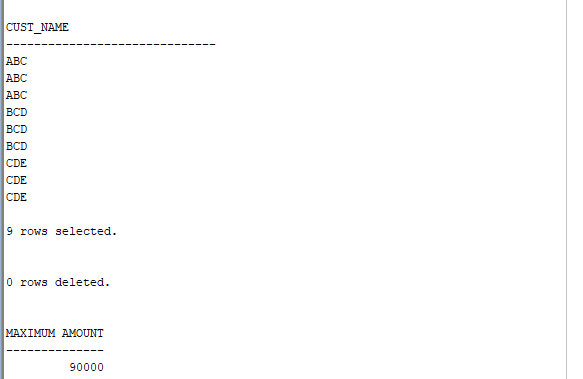 CUST_NAME
------------------------------
ABC
ABC
ABC
BCD
BCD
BCD
CDE
CDE
CDE
9 rows selected.
0 rows deleted.
MAXIMUM AMOUNT
--------------
90000